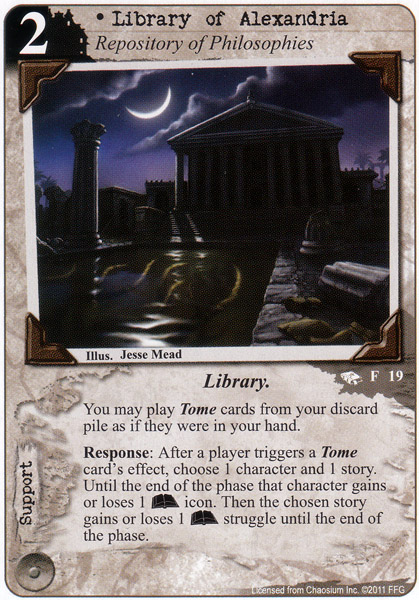 2
• Library of Alexandria
Repository of Philosophies
Illus. Jesse Mead
F 19
Library.
You may play Tome cards from your discard
pile as if they were in your hand.
Response: After a player triggers a Tome
card's effect, choose 1 character and 1 story.
Until the end of the phase that character gains
or loses 1 icon. Then the chosen story
gains or loses 1 struggle until the end of
the phase.
Support
Licensed from Chaosium Inc. ©2011 FFG